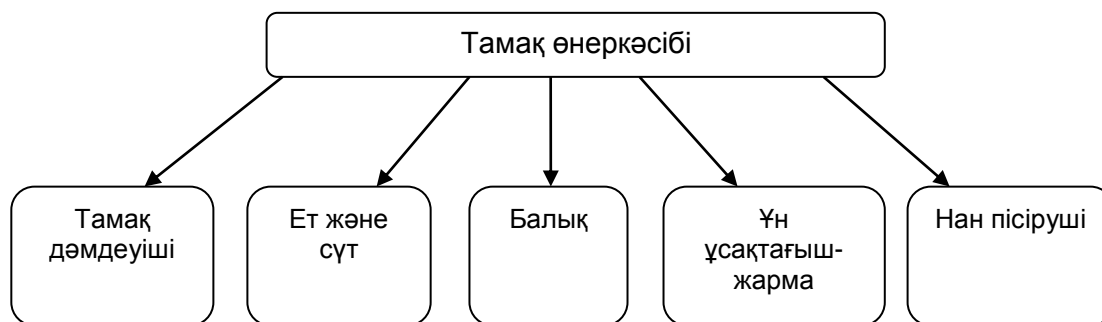 Тамақ өнеркәсібі
Тамақ
дәмдеуіші
Ет және
сүт
Балық
Ұн
ұсақтағыш-
жарма
Нан пісіруші